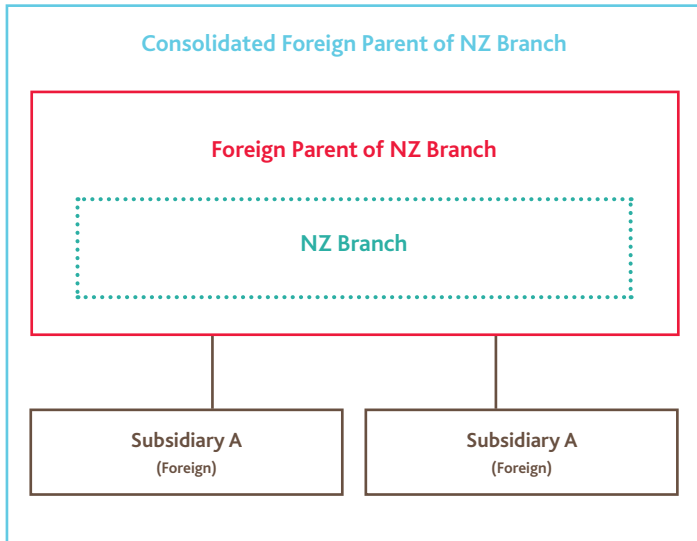 Consolidated Foreign Parent of NZ Branch
Foreign Parent of NZ Branch
NZ Branch
Subsidiary A
(Foreign)
Subsidiary A
(Foreign)